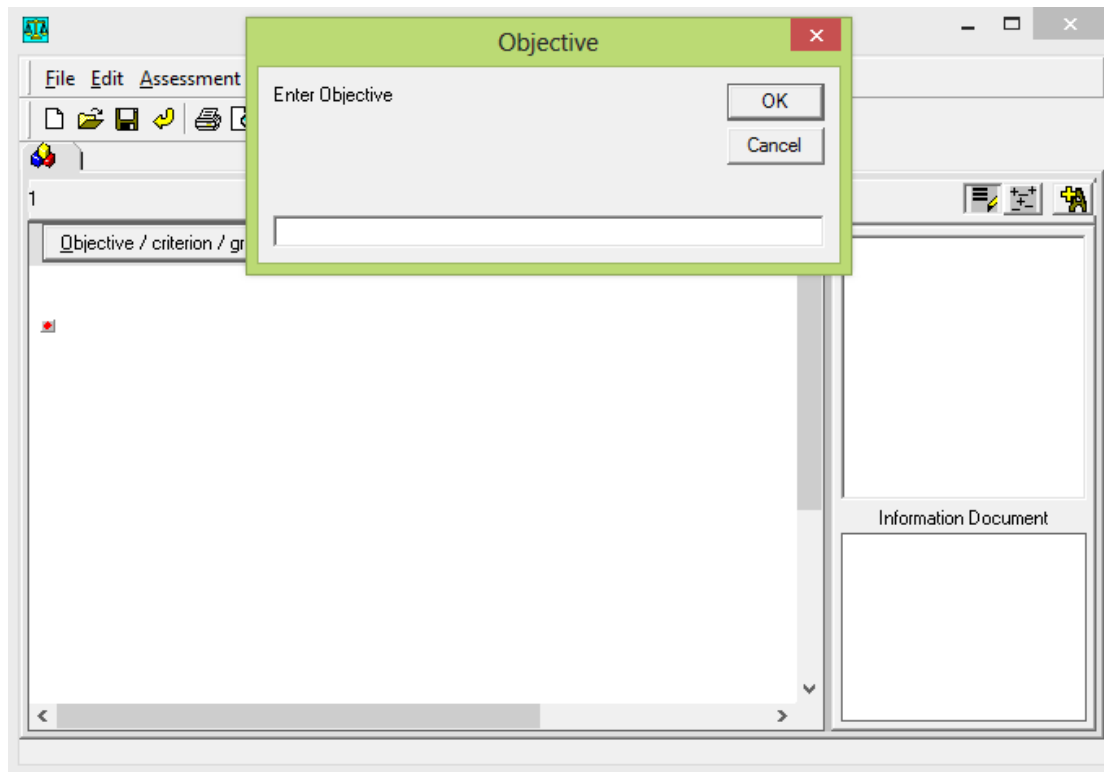 Objective
File Edit Assessment
Enter Objective
OK
Cancel
1
Objective / criterion / gr
Information Document